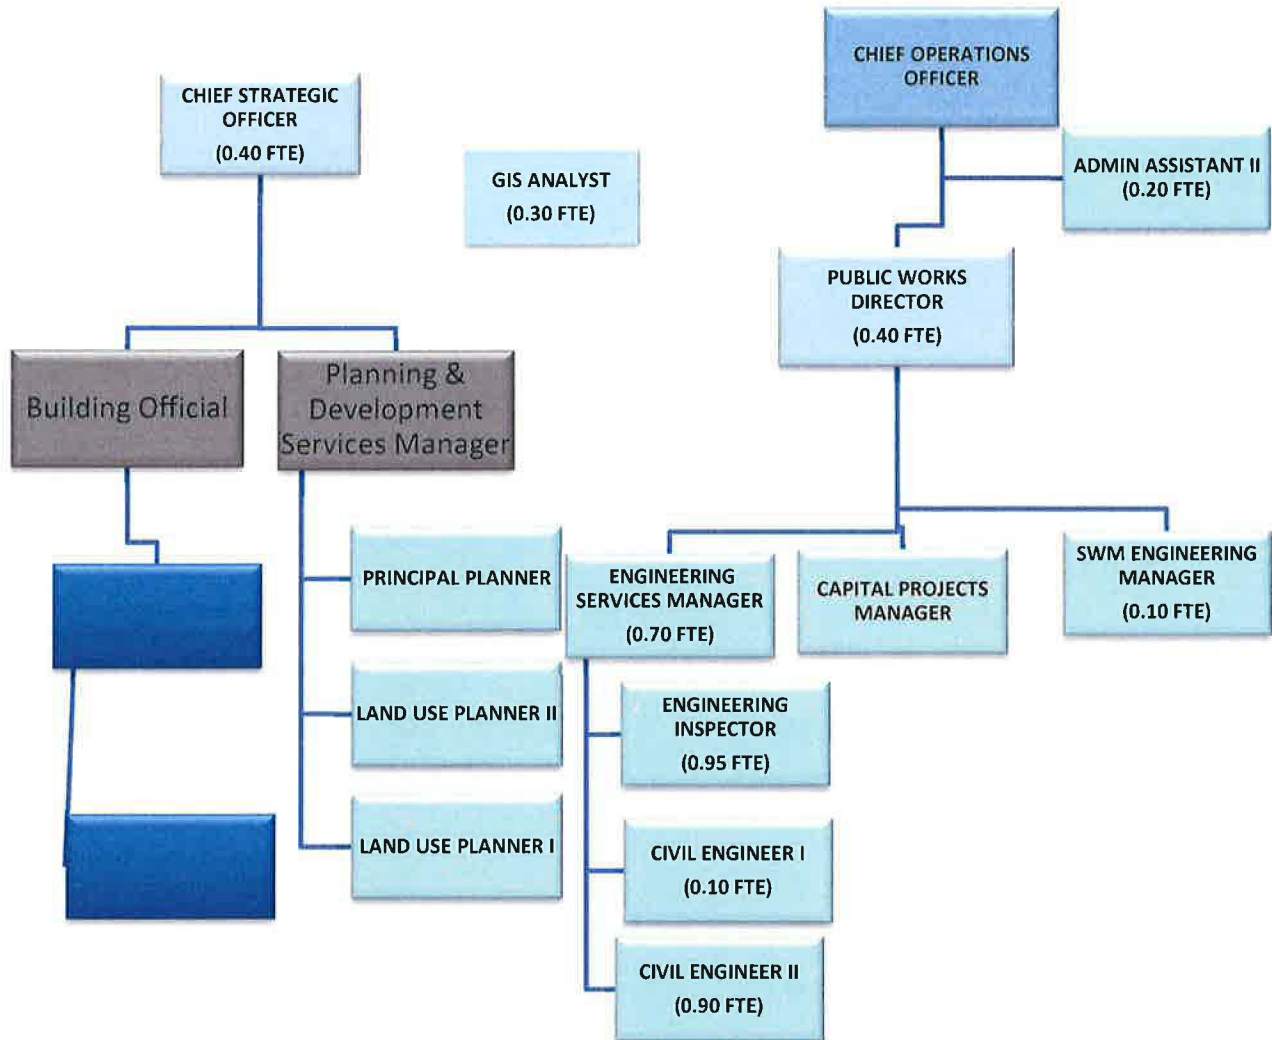 CHIEF OPERATIONS
OFFICER
CHIEF STRATEGIC
OFFICER
(0.40 FTE)
GIS ANALYST
(0.30 FTE)
ADMIN ASSISTANT II
(0.20 FTE)
PUBLIC WORKS
DIRECTOR
(0.40 FTE)
Building Official
Planning &
Development
Services Manager
PRINCIPAL PLANNER
LAND USE PLANNER II
LAND USE PLANNER I
ENGINEERING
SERVICES MANAGER
(0.70 FTE)
CAPITAL PROJECTS
MANAGER
SWM ENGINEERING
MANAGER
(0.10 FTE)
ENGINEERING
INSPECTOR
(0.95 FTE)
CIVIL ENGINEER I
(0.10 FTE)
CIVIL ENGINEER II
(0.90 FTE)